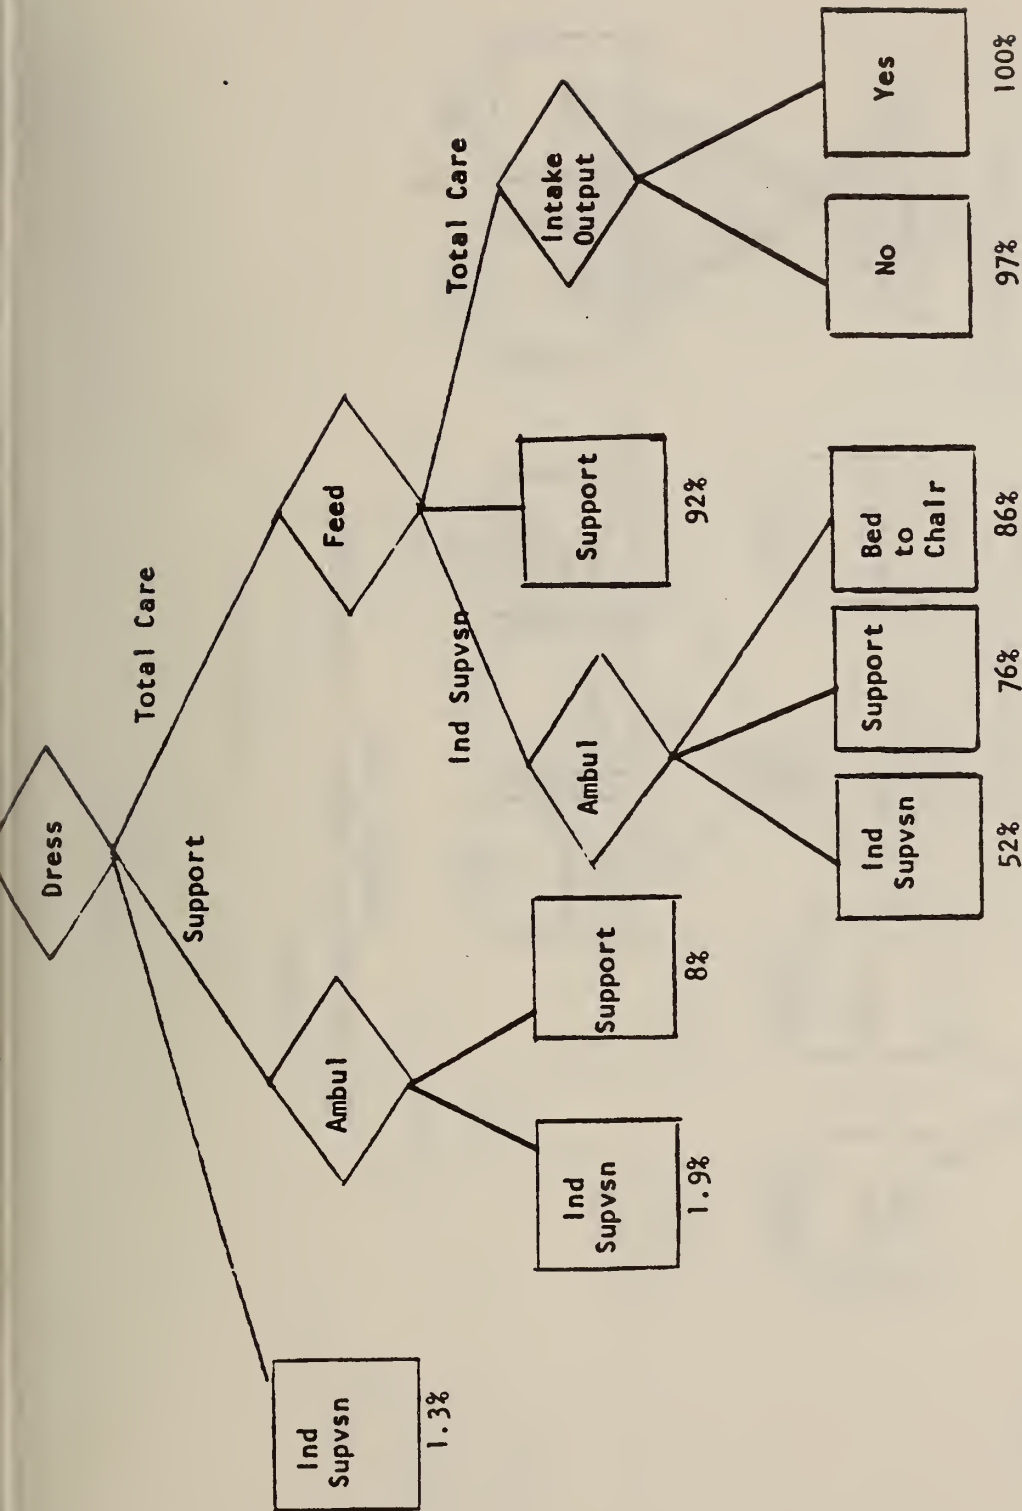 Dress
Total Care
Support
Ind
Supvsn
1.3%
Ambul
Feed
Total Care
Ind Supvsn
Ind
Supvsn
1.9%
Support
8%
Ambul
Support
92%
Intake
Output
Ind
Supvsn
52%
Support
76%
Bed
to
Chair
86%
No
97%
Yes
100%